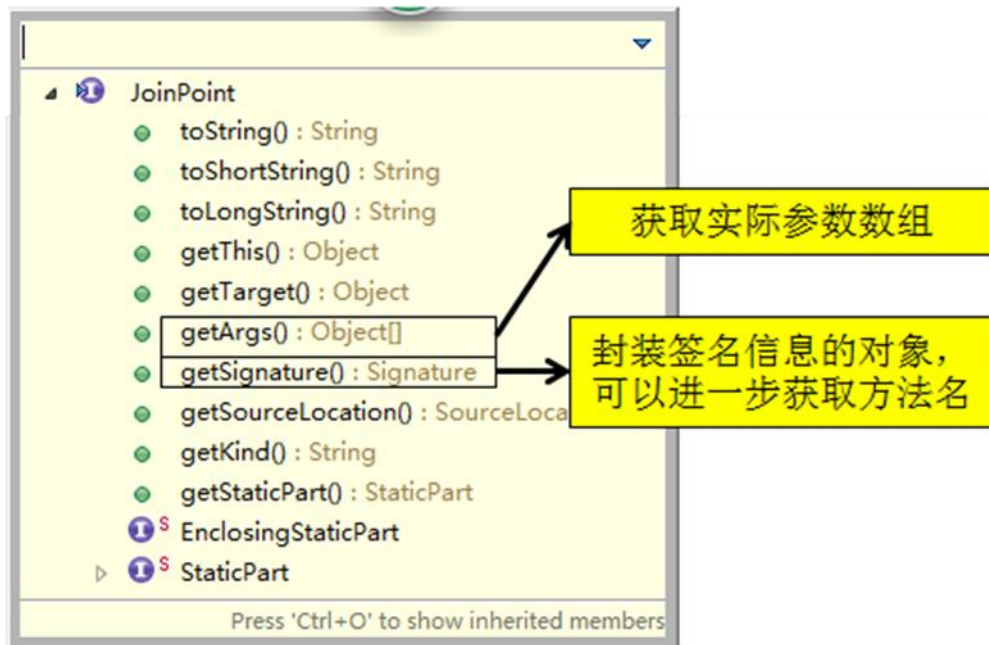 JoinPoint
toString() : String
toShortString() : String
toLongString() : String
getThis() : Object
getTarget() : Object
getArgs() : Object[]
获取实际参数数组
getSignature() : Signature
封装签名信息的对象，
可以进一步获取方法名
getSourceLocation() : SourceLoca
getKind() : String
getStaticPart() : StaticPart
S EnclosingStaticPart
S StaticPart
Press 'Ctrl+O' to show inherited members